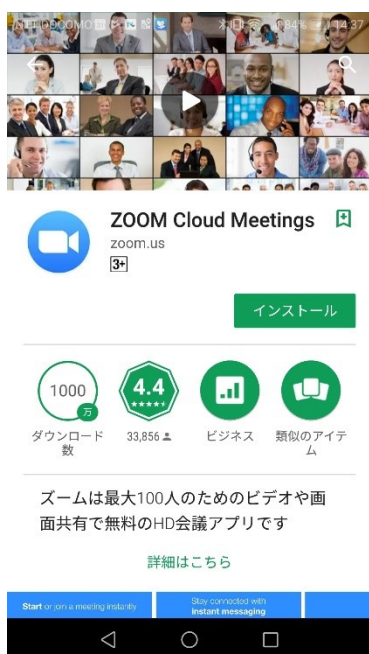 DOCOMO 84% 14:37
ZOOM Cloud Meetings
zoom.us
3+
インストール
1000
万
4.4
ダウンロード
数
33,856
ビジネス
類似のアイテ
ム
ズームは最大100人のためのビデオや画
面共有で無料のHD会議アプリです
詳細はこちら
Start or join a meeting instantly
Stay connected with
instant messaging